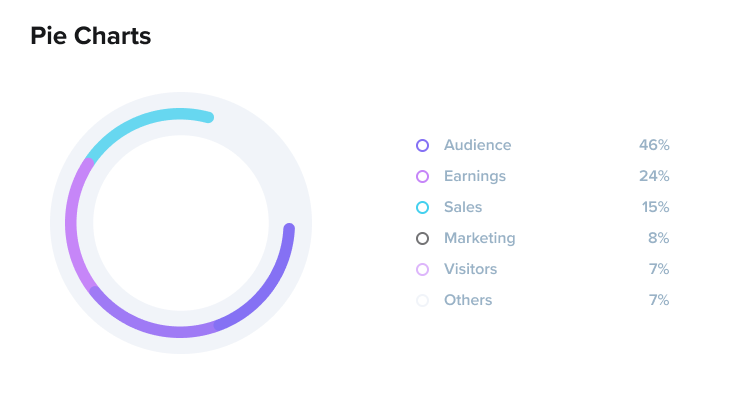 Pie Charts
Audience 46%
Earnings 24%
Sales 15%
Marketing 8%
Visitors 7%
Others 7%